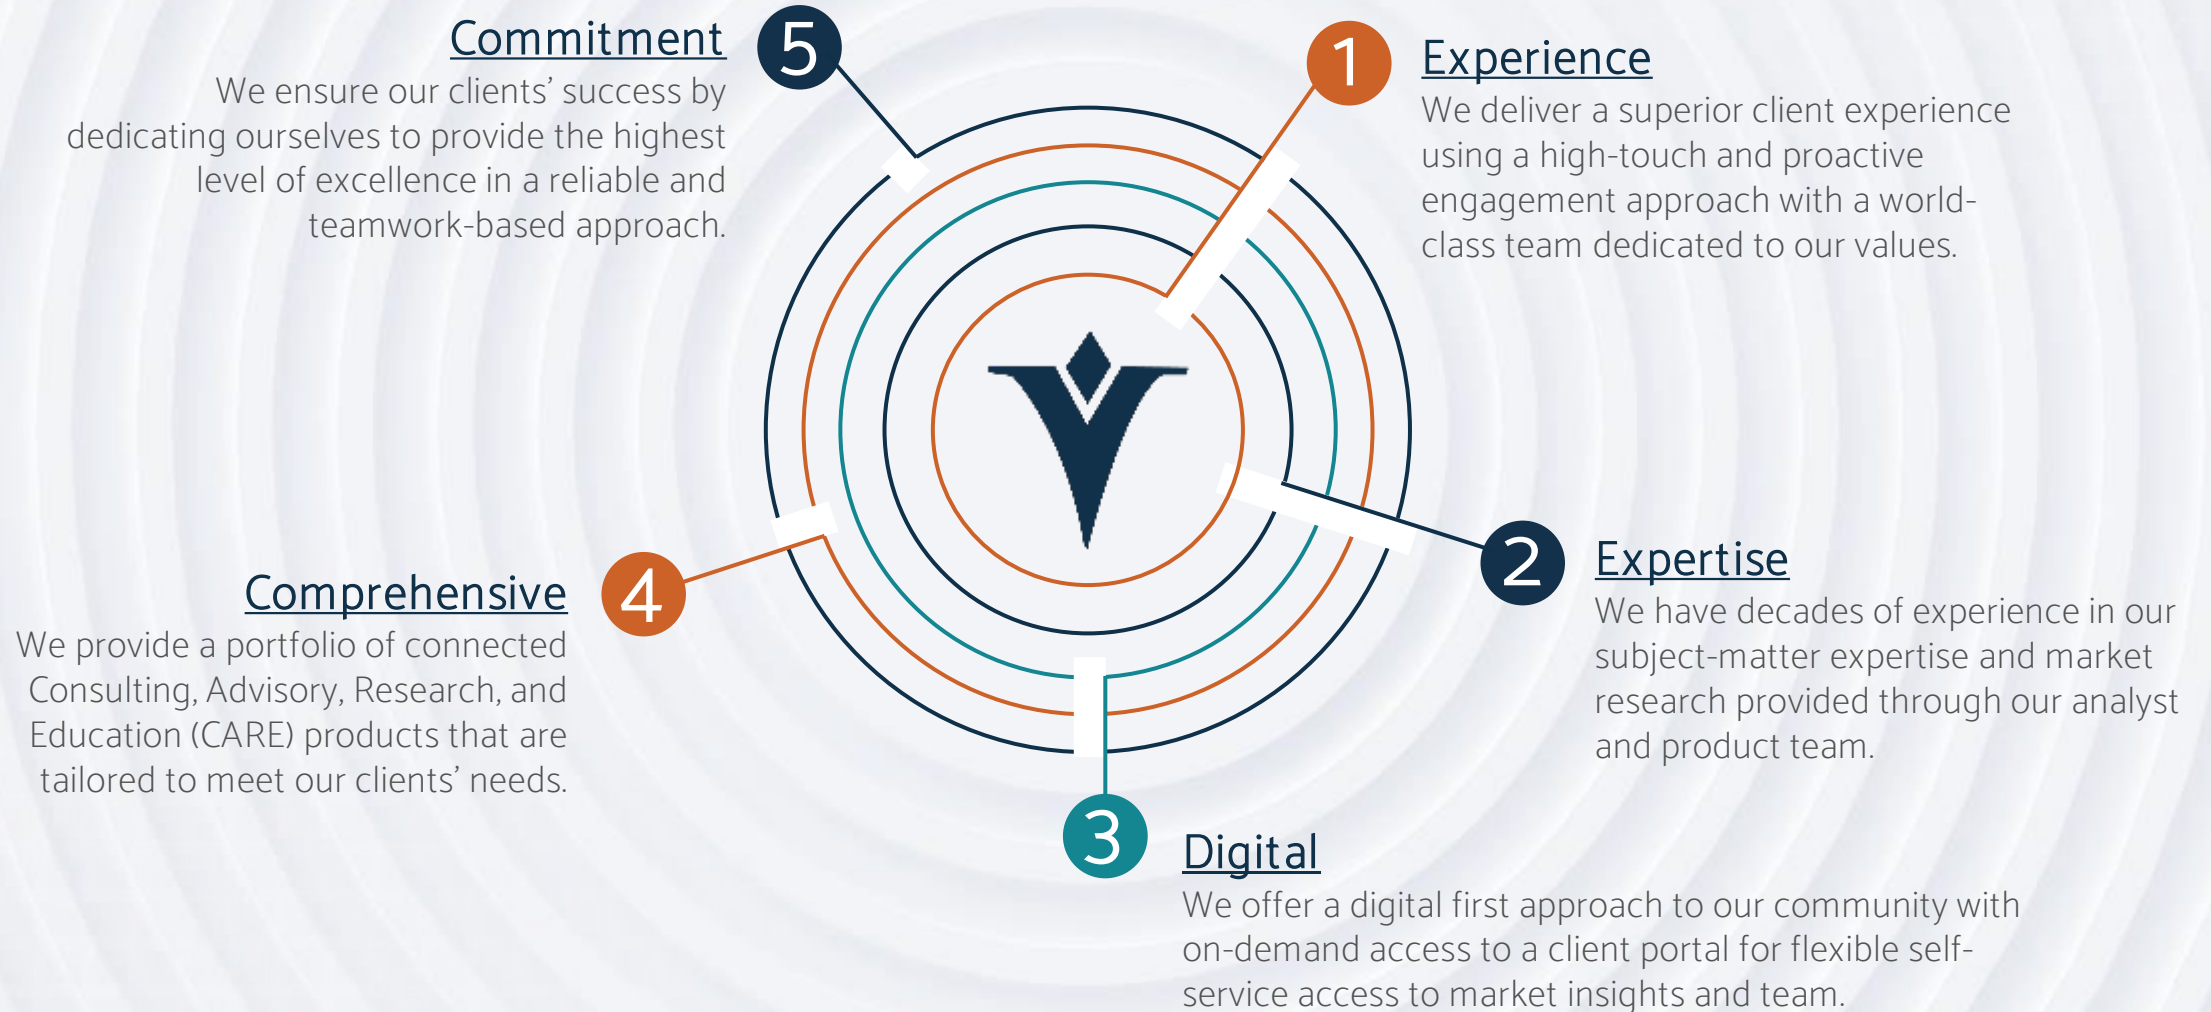 1
Experience
We deliver a superior client experience
using a high-touch and proactive
engagement approach with a world-
class team dedicated to our values.
2
Expertise
We have decades of experience in our
subject-matter expertise and market
research provided through our analyst
and product team.
3
Digital
We offer a digital first approach to our community with
on-demand access to a client portal for flexible self-
service access to market insights and team.
4
Comprehensive
We provide a portfolio of connected
Consulting, Advisory, Research, and
Education (CARE) products that are
tailored to meet our clients’ needs.
5
Commitment
We ensure our clients’ success by
dedicating ourselves to provide the highest
level of excellence in a reliable and
teamwork-based approach.